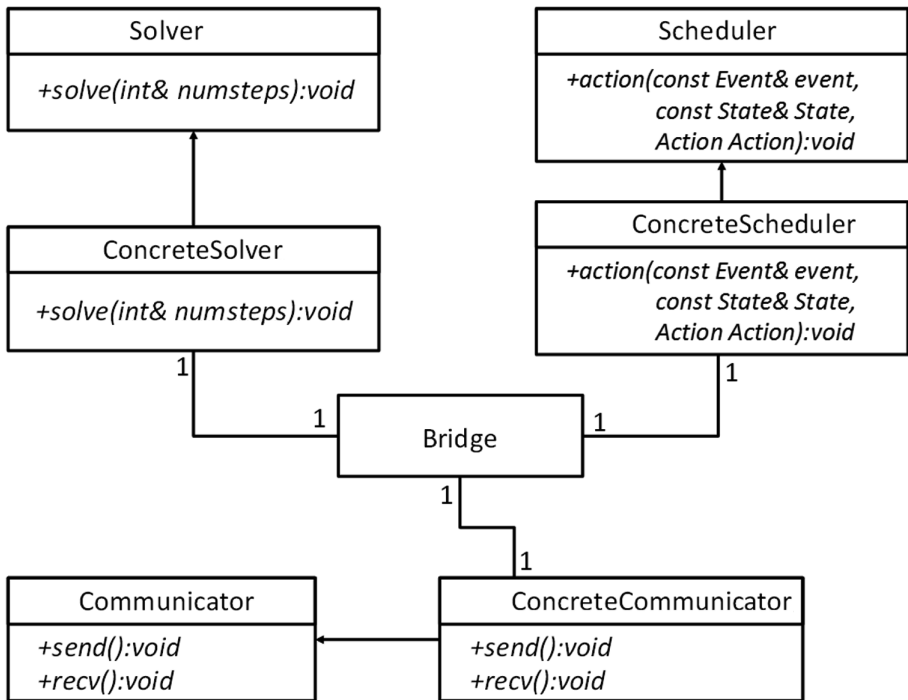 Solver
+solve(int& numsteps):void
Scheduler
+action(const Event& event,
const State& State,
Action Action):void
ConcreteSolver
+solve(int& numsteps):void
ConcreteScheduler
+action(const Event& event,
const State& State,
Action Action):void
1
1
1
1
Bridge
1
1
Communicator
+send():void
+recv():void
ConcreteCommunicator
+send():void
+recv():void